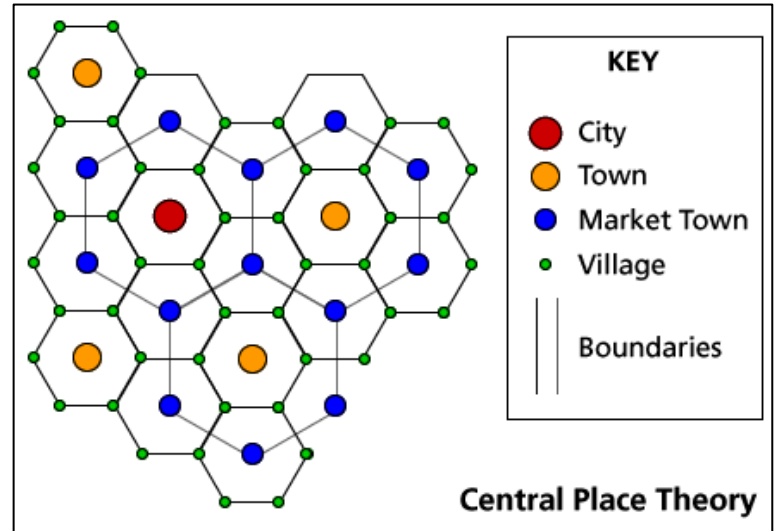 KEY
City
Town
Market Town
Village
Boundaries
Central Place Theory